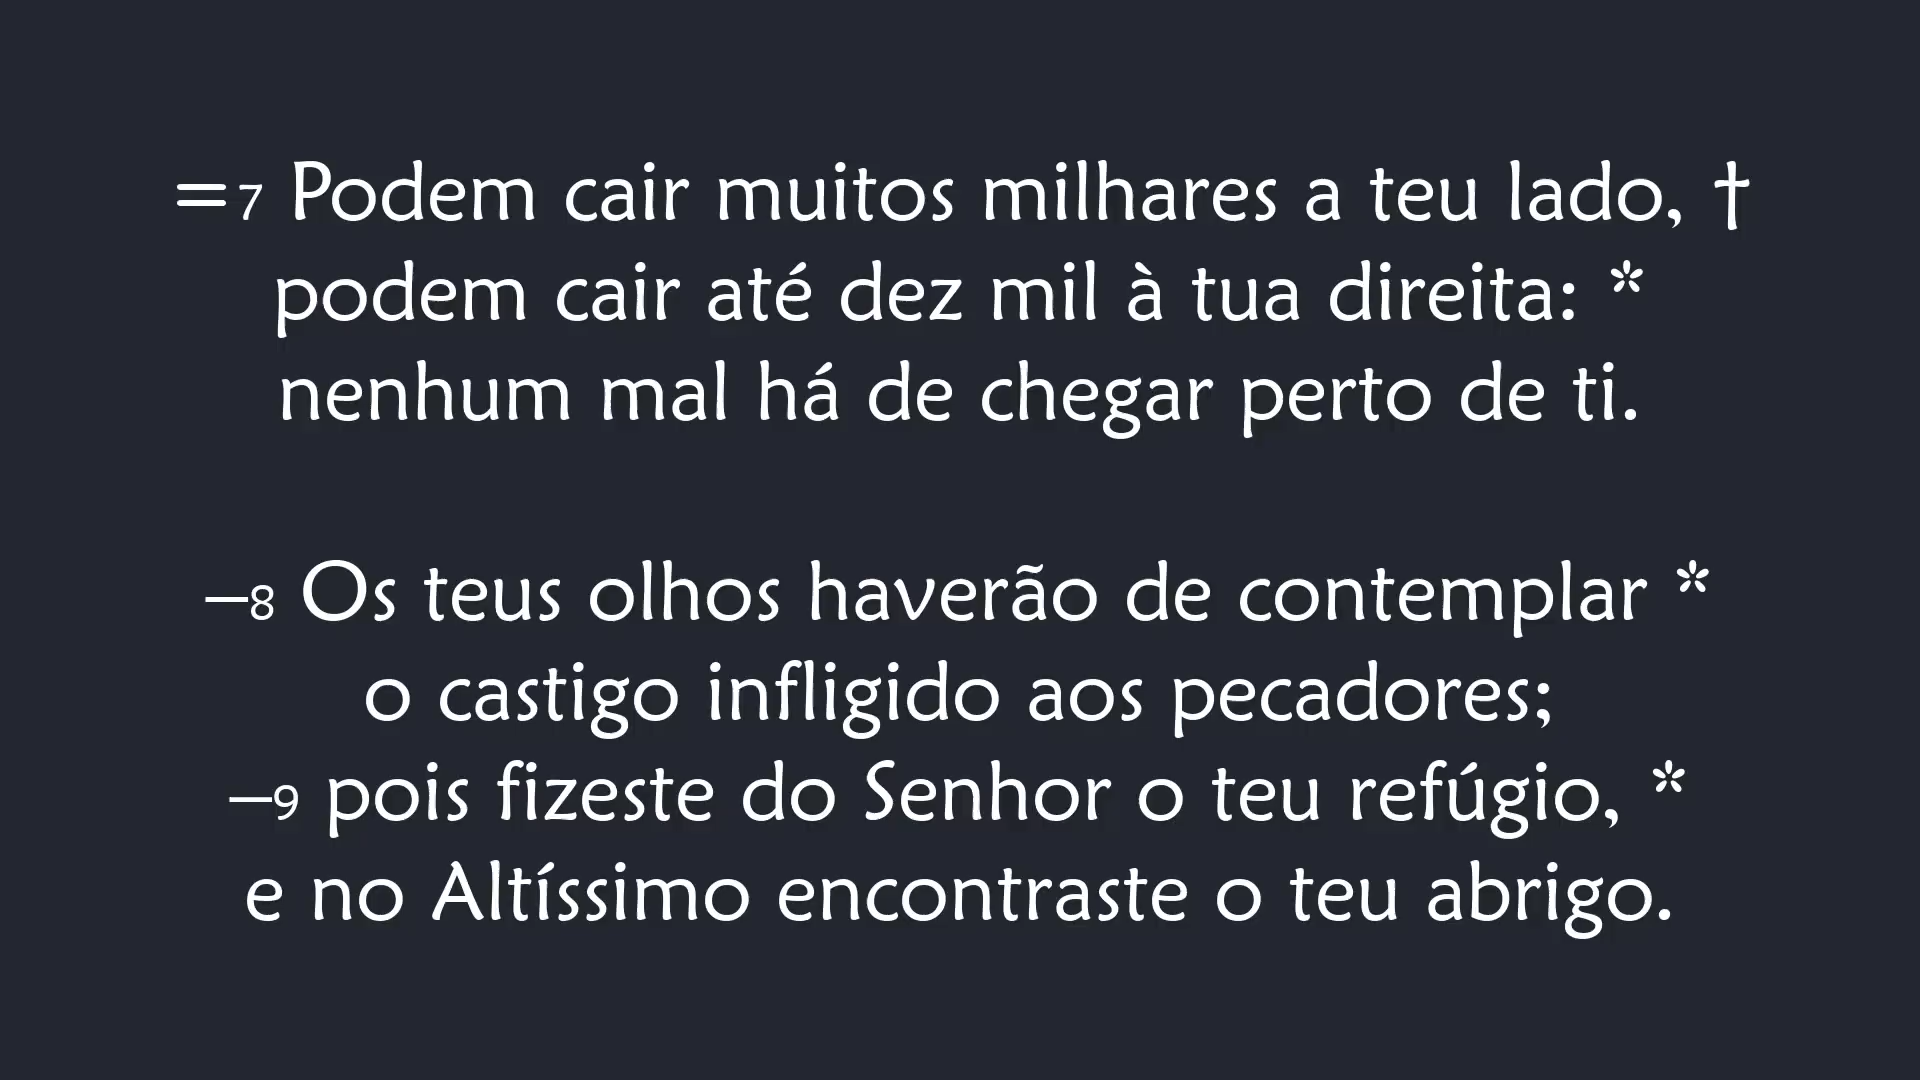 =7 Podem cair muitos milhares a teu lado, †
podem cair até dez mil à tua direita: *
nenhum mal há de chegar perto de ti.
–8 Os teus olhos haverão de contemplar *
o castigo infligido aos pecadores;
–9 pois fizeste do Senhor o teu refúgio, *
e no Altíssimo encontraste o teu abrigo.